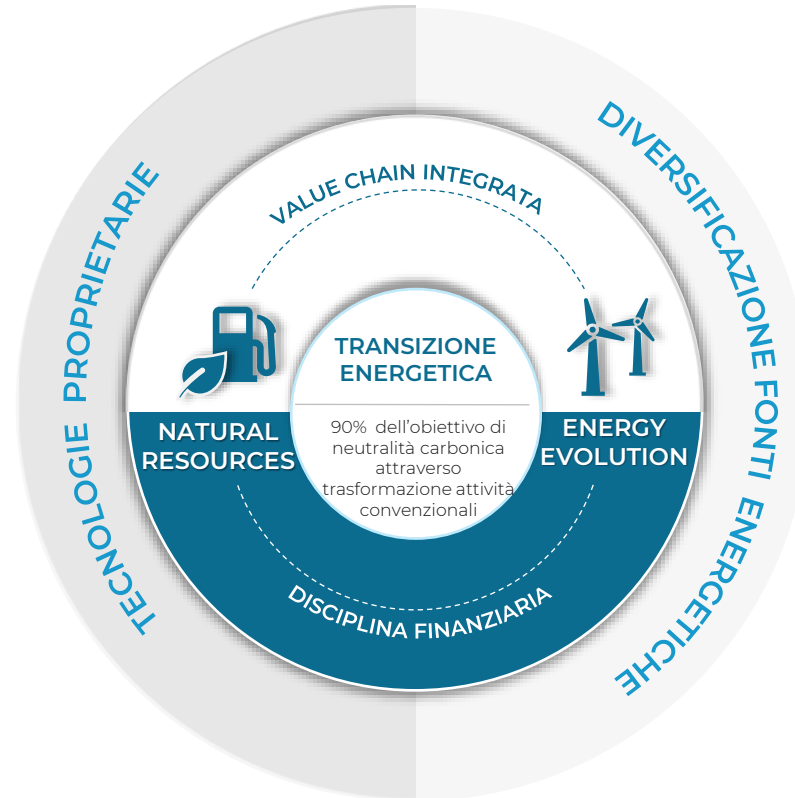 TECNOLOGIE PROPRIETARIE
DIVERSIFICAZIONE FONTI ENERGETICHE
VALUE CHAIN INTEGRATA
TRANSIZIONE
ENERGETICA
90% dell’obiettivo di
neutralità carbonica
attraverso
trasformazione attività
convenzionali
NATURAL
RESOURCES
ENERGY
EVOLUTION
DISCIPLINA FINANZIARIA